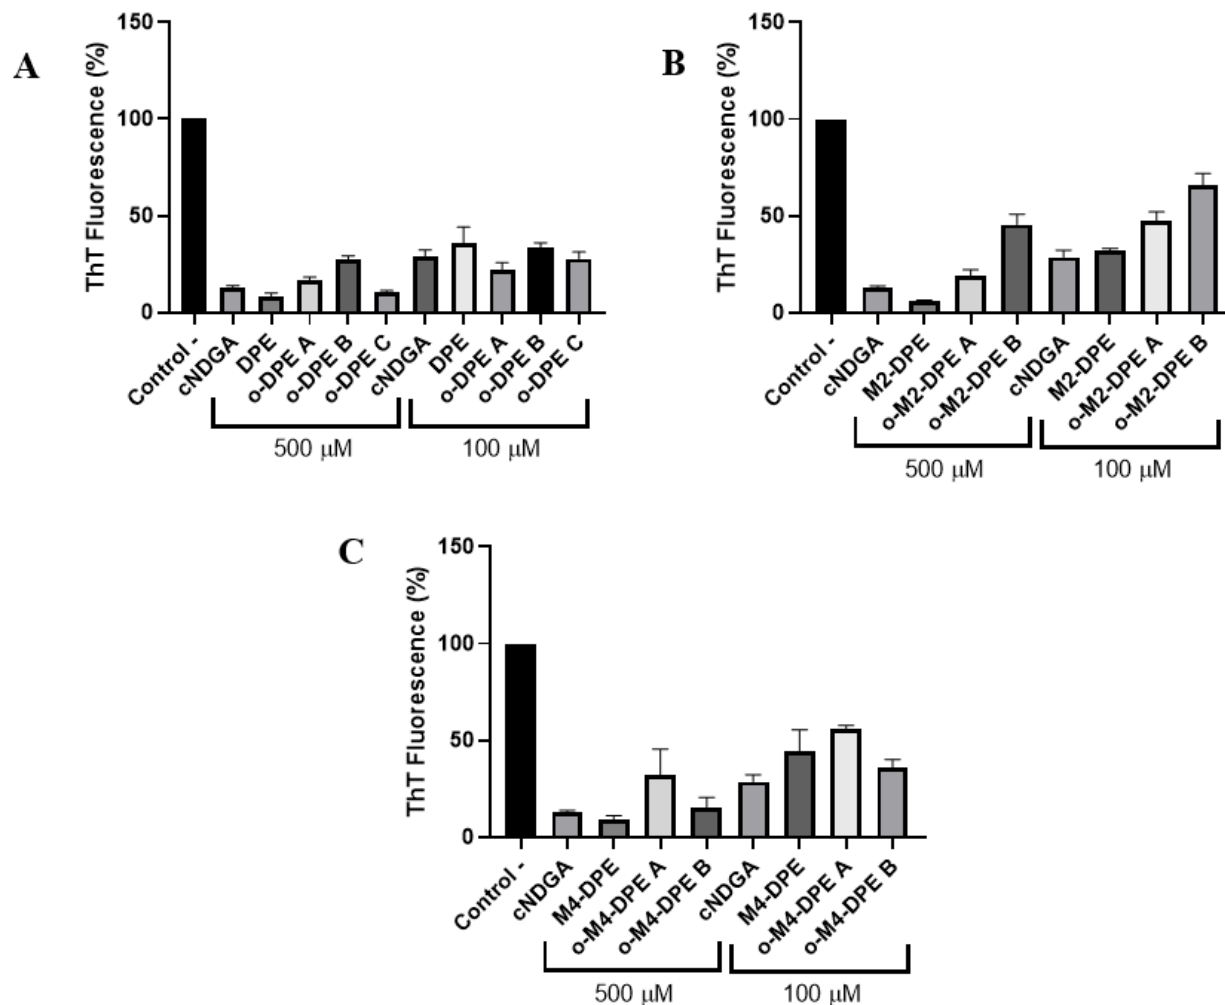 A
ThT Fluorescence (%)
150
100
50
0
Control -
cNDGA
DPE
o-DPE A
o-DPE B
o-DPE C
cNDGA
DPE
o-DPE A
o-DPE B
o-DPE C
500 µM
100 µM
B
ThT Fluorescence (%)
150
100
50
0
Control -
cNDGA
M2-DPE
o-M2-DPE A
o-M2-DPE B
cNDGA
M2-DPE
o-M2-DPE A
o-M2-DPE B
500 µM
100 µM
C
ThT Fluorescence (%)
150
100
50
0
Control -
cNDGA
M4-DPE
o-M4-DPE A
o-M4-DPE B
cNDGA
M4-DPE
o-M4-DPE A
o-M4-DPE B
500 µM
100 µM